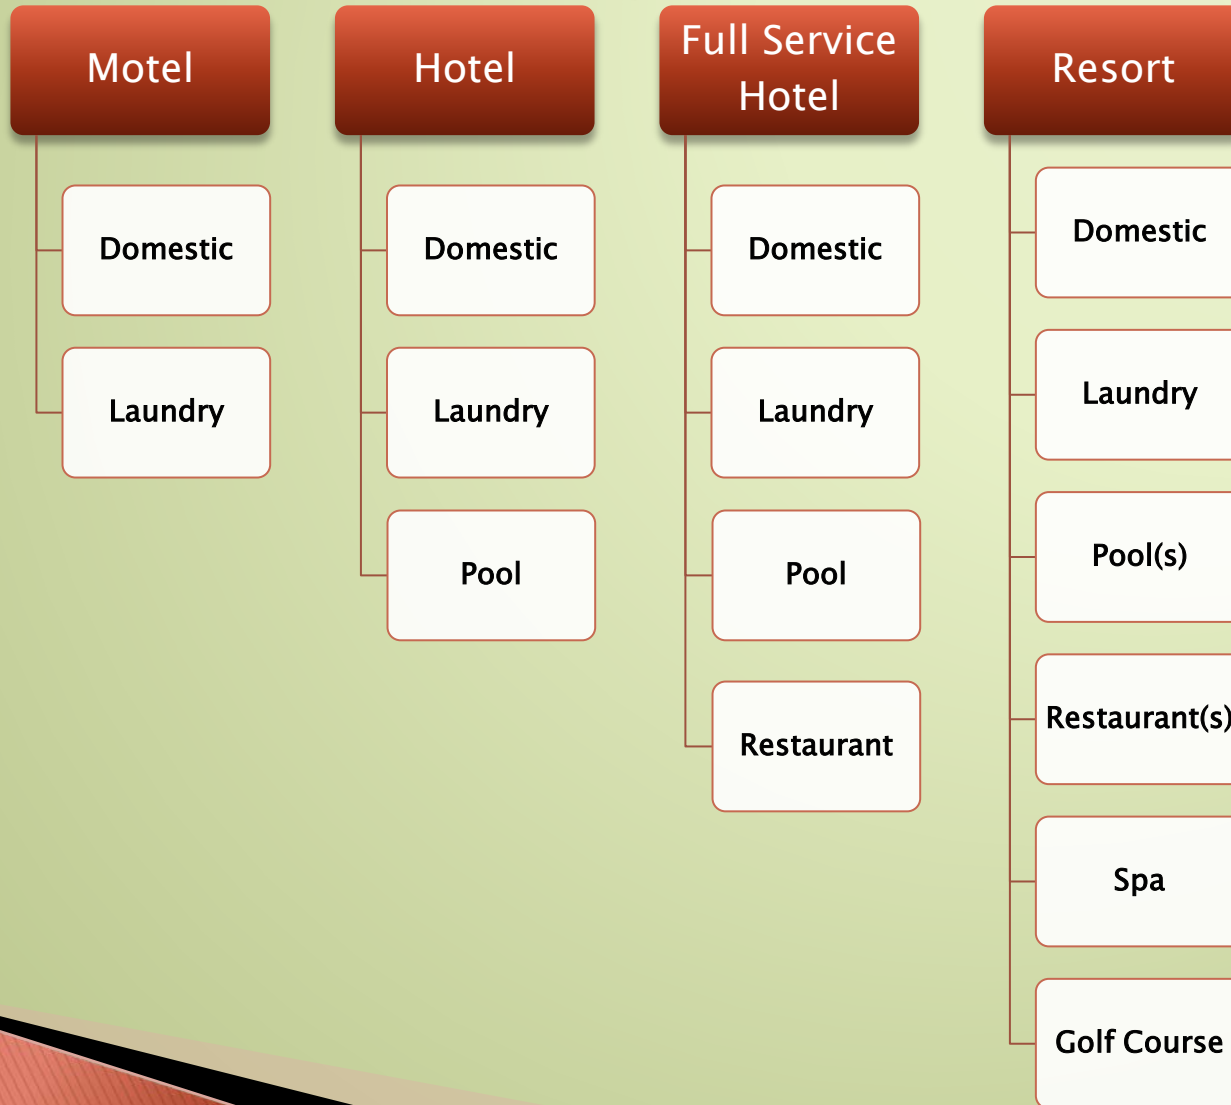 Motel
Domestic
Laundry
Hotel
Domestic
Laundry
Pool
Full Service
Hotel
Domestic
Laundry
Pool
Restaurant
Resort
Domestic
Laundry
Pool(s)
Restaurant(s)
Spa
Golf Course